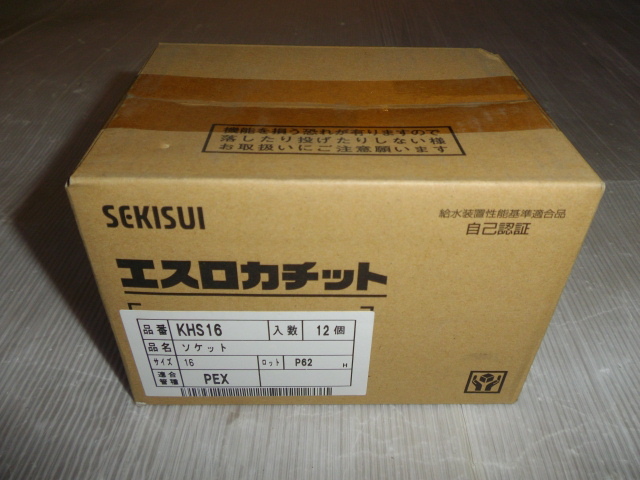 機能を損う恐れが有りますので
落したり投げたりしない様
お取扱いにご注意願います
SEKISUI
給水装置性能基準適合品
自己認証
エスロカチット
品番 KHS16 入数 12個
品名 ソケット
サイズ 16 ロット P62 H
適合管種 PEX